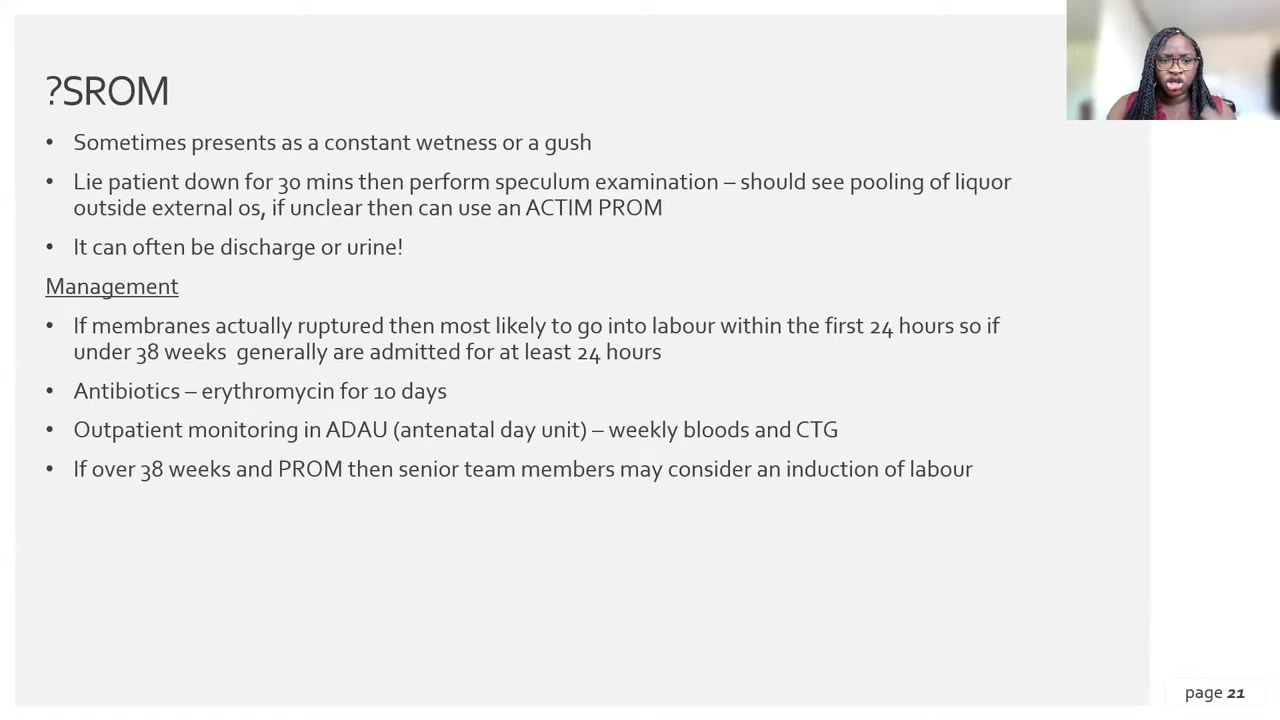 ?SROM
• Sometimes presents as a constant wetness or a gush
• Lie patient down for 30 mins then perform speculum examination – should see pooling of liquor
outside external os, if unclear then can use an ACTIM PROM
• It can often be discharge or urine!
Management
• If membranes actually ruptured then most likely to go into labour within the first 24 hours so if
under 38 weeks  generally are admitted for at least 24 hours
• Antibiotics – erythromycin for 10 days
• Outpatient monitoring in ADAU (antenatal day unit) – weekly bloods and CTG
• If over 38 weeks and PROM then senior team members may consider an induction of labour
page 21